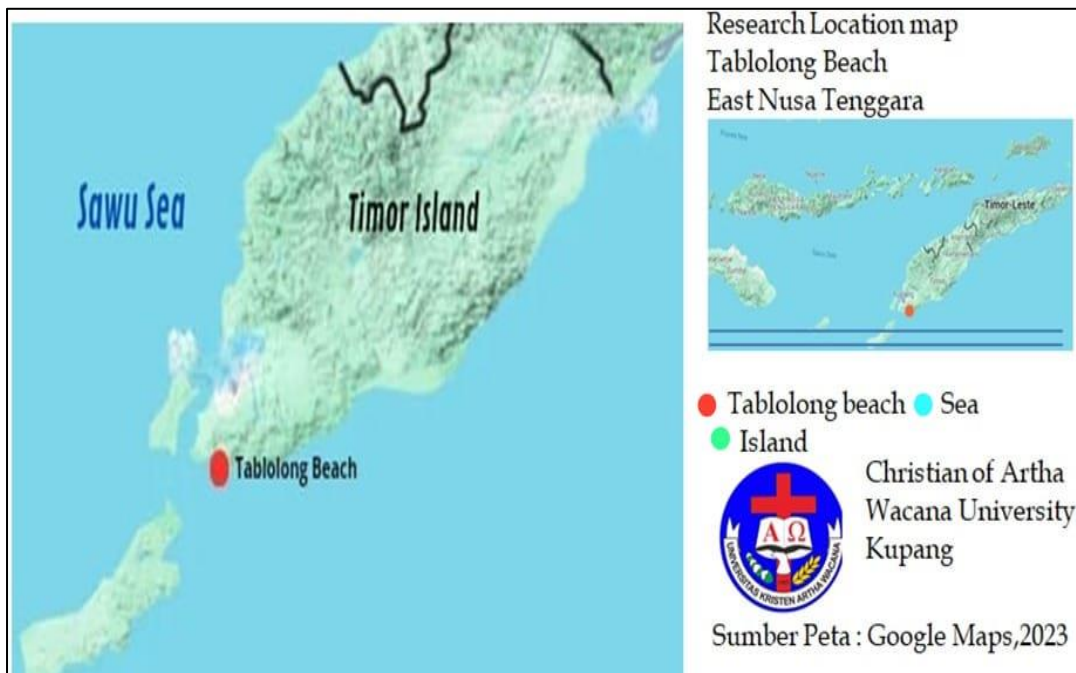 Research Location map
Tablolong Beach
East Nusa Tenggara
Sawu Sea
Timor Island
Tablolong Beach
Timor-Leste
Tablolong beach
Sea
Island
Christian of Artha
Wacana University
Kupang
Α Ω
UNIVERSITAS KRISTEN ARTHA WACANA
Sumber Peta : Google Maps,2023